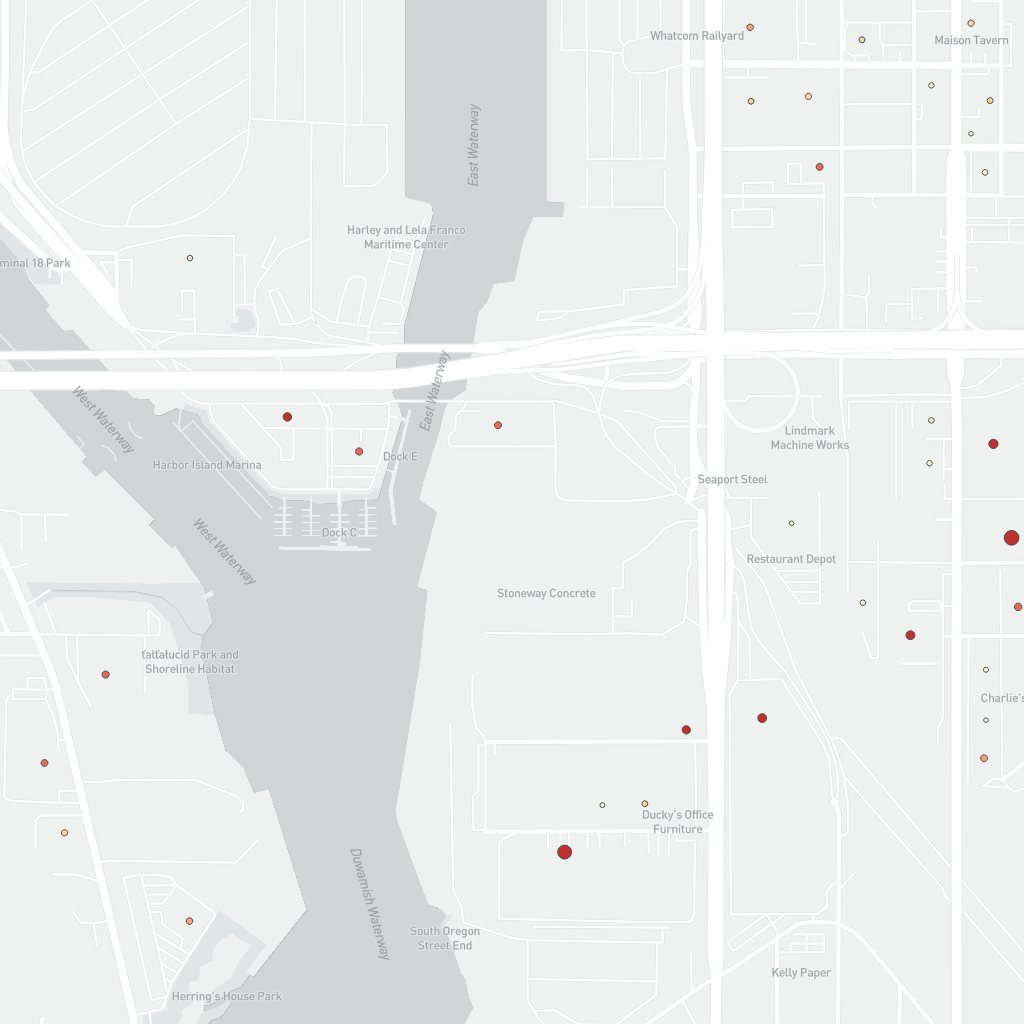 Whatcom Railyard
Maison Tavern
East Waterway
Harley and Lela Franco
Maritime Center
minal 18 Park
East Waterway
West Waterway
Lindmark
Machine Works
Harbor Island Marina
Dock E
Seaport Steel
Dock C
West Waterway
Restaurant Depot
Stoneway Concrete
Park and
Shoreline Habitat
Charlie's
Ducky's Office
Furniture
Duwamish Waterway
South Oregon
Street End
Kelly Paper
Herring's House Park